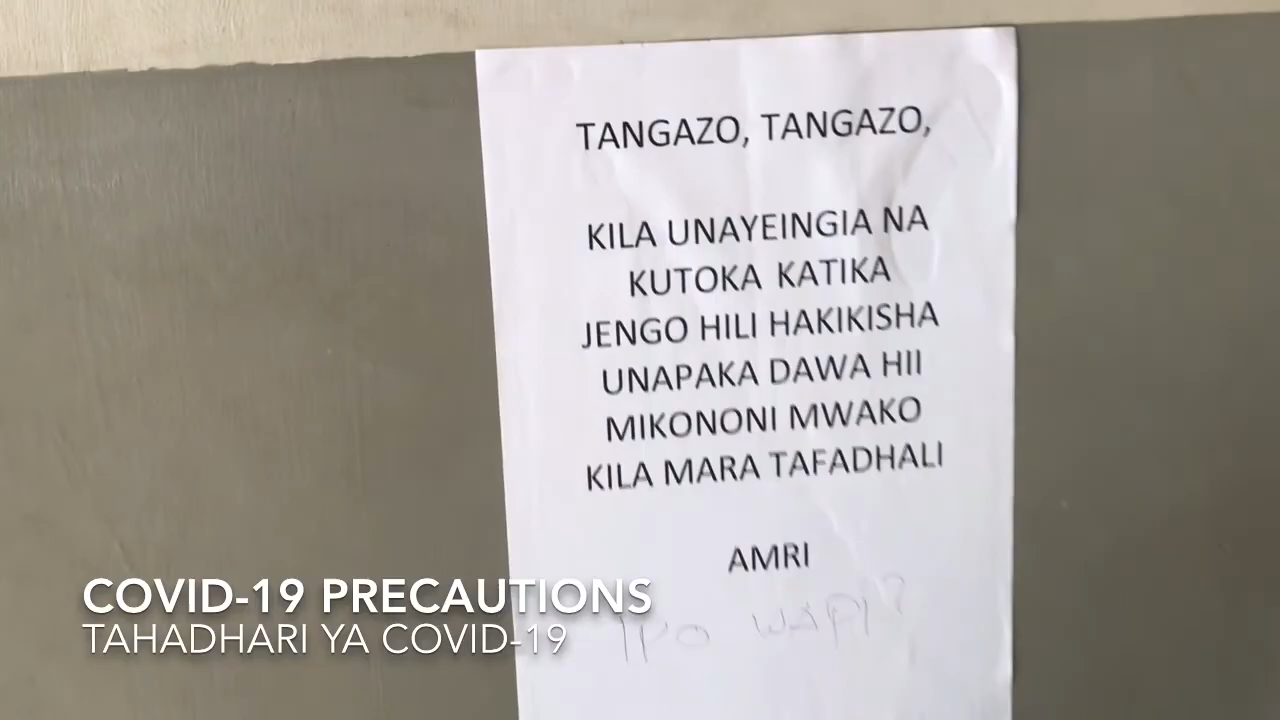 TANGAZO, TANGAZO,
KILA UNAYEINGIA NA
KUTOKA KATIKA
JENGO HILI HAKIKISHA
UNAPAKA DAWA HII
MIKONONI MWAKO
KILA MARA TAFADHALI
AMRI
IPO WAPI?
COVID-19 PRECAUTIONS
TAHADHARI YA COVID-19